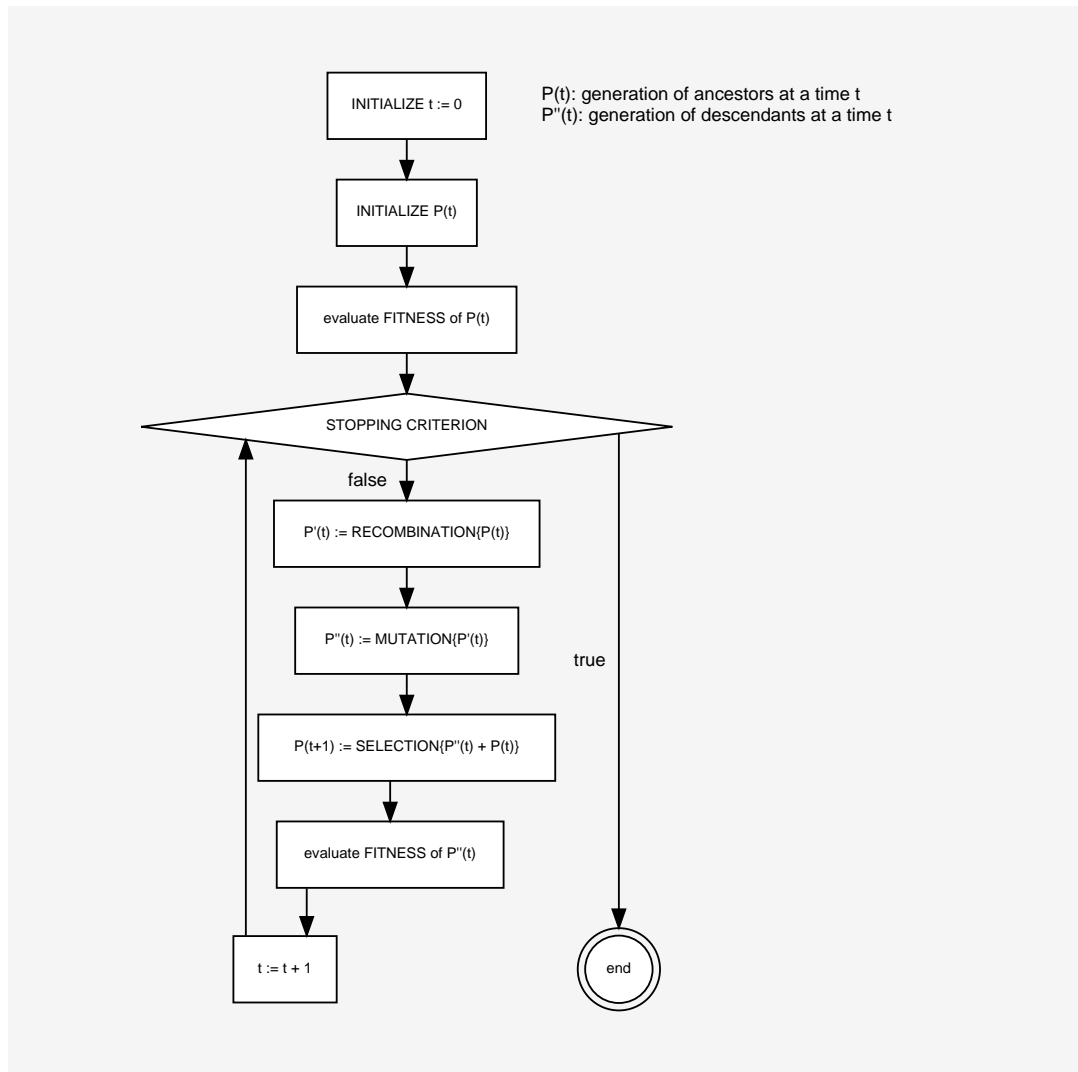 INITIALIZE t := 0
P(t): generation of ancestors at a time t
P''(t): generation of descendants at a time t
INITIALIZE P(t)
evaluate FITNESS of P(t)
STOPPING CRITERION
false
P'(t) := RECOMBINATION{P(t)}
P''(t) := MUTATION{P'(t)}
true
P(t+1) := SELECTION{P''(t) + P(t)}
evaluate FITNESS of P''(t)
t := t + 1
end